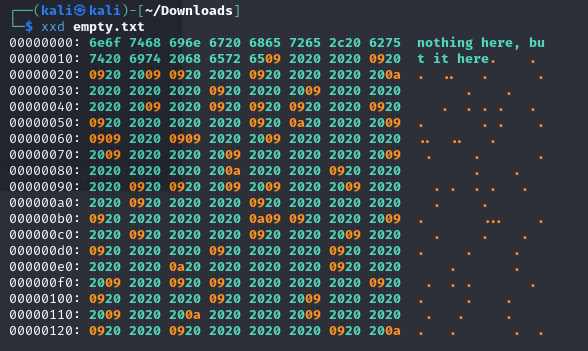 ┌──(kali㉿kali)-[~/Downloads]
└─$ xxd empty.txt
00000000: 6e6f 7468 696e 6720 6865 7265 2c20 6275  nothing here, bu
00000010: 7420 6974 2068 6572 6509 2020 2020 0920  t it here.    . 
00000020: 0920 2009 0920 2020 0920 2020 2020 200a  .  ..   .      .
00000030: 2020 2020 2020 0920 2020 2009 2020 2020        .    .    
00000040: 2020 2009 2020 0920 0920 0920 2020 0920     .  . . .   . 
00000050: 0920 2020 2020 2020 0920 0a20 2020 2009  .       . .    .
00000060: 0909 2020 0909 2020 2009 2020 2020 2020  ..  ..   .      
00000070: 2009 2020 2020 2009 2020 2020 2020 2009   .     .       .
00000080: 2020 2020 2020 200a 2020 2020 0920 2020         .    .   
00000090: 2020 0920 0920 2009 2009 2020 2009 2020    . .  . .   .  
000000a0: 2020 0920 2020 2020 0920 2020 2020 2020    .     .       
000000b0: 0920 2020 2020 2020 0a09 0920 2020 2009  .       ...    .
000000c0: 2020 0920 2020 2020 0920 2009 2020 2020    .     .  .    
000000d0: 0920 2020 2020 0920 2020 2020 0920 2020  .     .     .   
000000e0: 2020 2020 0a20 2020 2020 2020 0920 2020      .       .   
000000f0: 2009 2020 0920 0920 2020 2020 2020 0920   .  . .       . 
00000100: 0920 2020 2020 0920 2020 2009 2020 2020  .     .    .    
00000110: 2009 2020 200a 2020 2020 2009 2020 2020   .   .     .    
00000120: 0920 2020 0920 2020 2020 2020 0920 200a  .   .       .  .